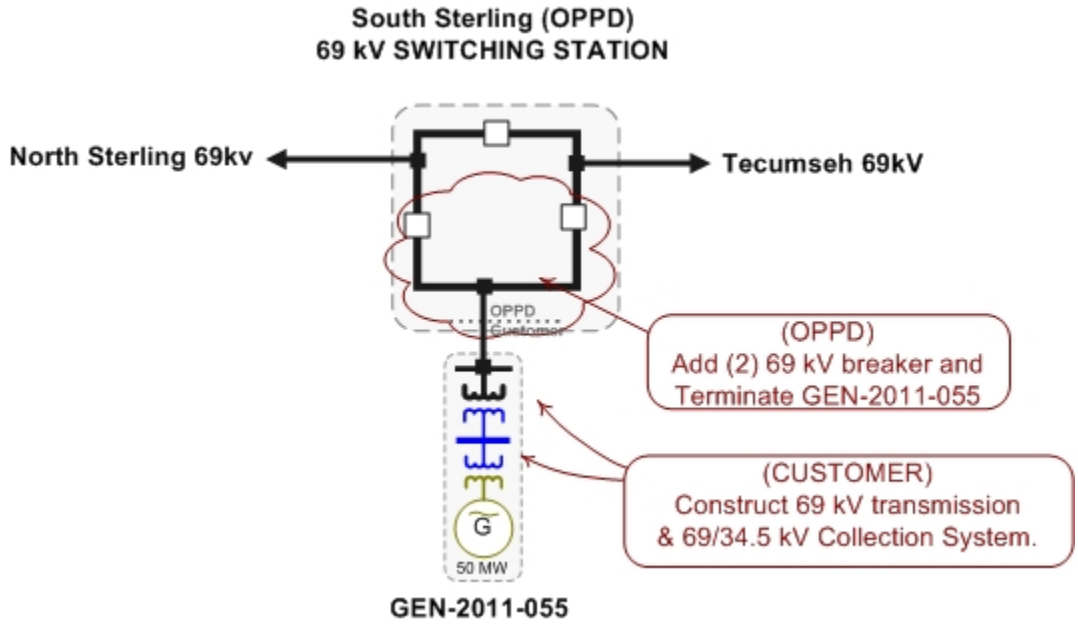 South Sterling (OPPD)
69 kV SWITCHING STATION
North Sterling 69kv
Tecumseh 69kV
OPPD
Customer
(OPPD)
Add (2) 69 kV breaker and
Terminate GEN-2011-055
(CUSTOMER)
Construct 69 kV transmission
& 69/34.5 kV Collection System.
G
50 MW
GEN-2011-055